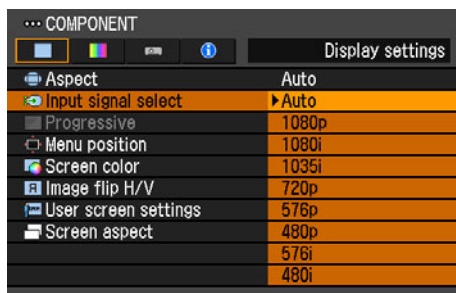 ··· COMPONENT
Display settings
Aspect Auto
Input signal select ▶Auto
Progressive 1080p
Menu position 1080i
Screen color 1035i
Image flip H/V 720p
User screen settings 576p
Screen aspect 480p
576i
480i